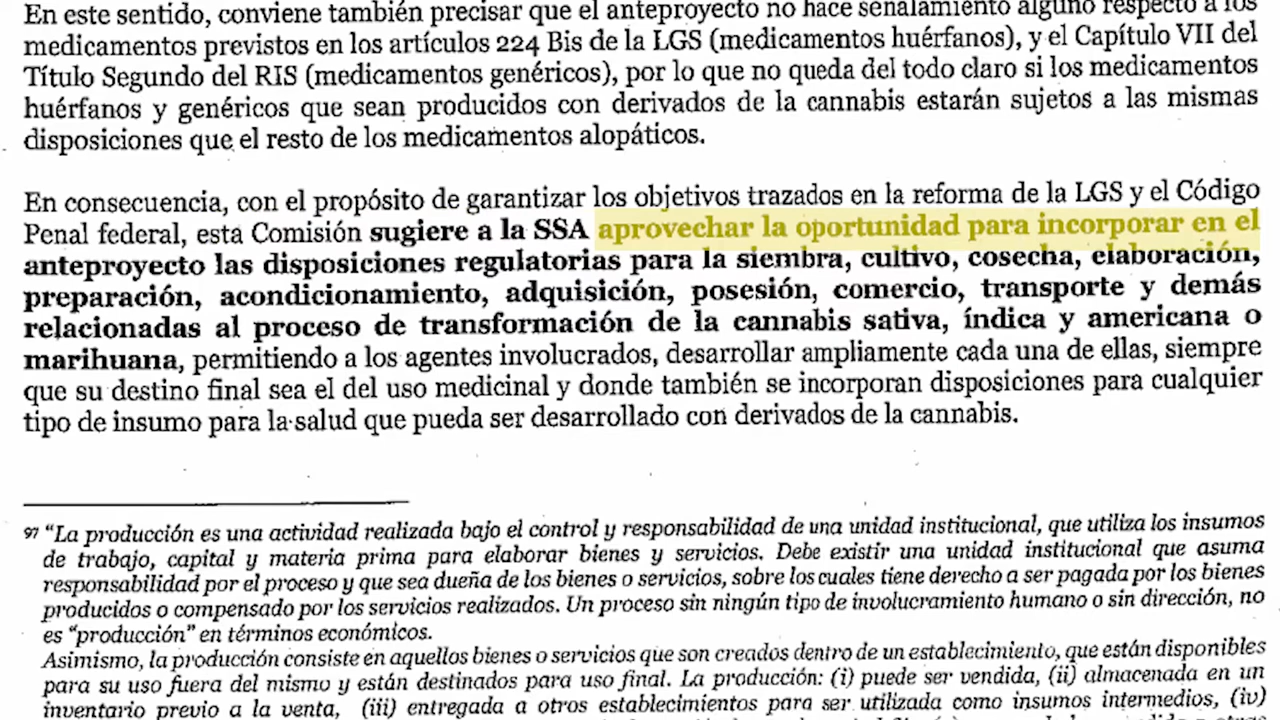 En este sentido, conviene también precisar que el anteproyecto no hace señalamiento alguno respecto a los
medicamentos previstos en los artículos 224 Bis de la LGS (medicamentos huérfanos), y el Capítulo VII del
Título Segundo del RIS (medicamentos genéricos), por lo que no queda del todo claro si los medicamentos
huérfanos y genéricos que sean producidos con derivados de la cannabis estarán sujetos a las mismas
disposiciones que el resto de los medicamentos alopáticos.
En consecuencia, con el propósito de garantizar los objetivos trazados en la reforma de la LGS y el Código
Penal federal, esta Comisión sugiere a la SSA aprovechar la oportunidad para incorporar en el
anteproyecto las disposiciones regulatorias para la siembra, cultivo, cosecha, elaboración,
preparación, acondicionamiento, adquisición, posesión, comercio, transporte y demás
relacionadas al proceso de transformación de la cannabis sativa, índica y americana o
marihuana, permitiendo a los agentes involucrados, desarrollar ampliamente cada una de ellas, siempre
que su destino final sea el del uso medicinal y donde también se incorporan disposiciones para cualquier
tipo de insumo para la salud que pueda ser desarrollado con derivados de la cannabis.
97 "La producción es una actividad realizada bajo el control y responsabilidad de una unidad institucional, que utiliza los insumos
de trabajo, capital y materia prima para elaborar bienes y servicios. Debe existir una unidad institucional que asuma
responsabilidad por el proceso y que sea dueña de los bienes o servicios, sobre los cuales tiene derecho a ser pagada por los bienes
producidos o compensado por los servicios realizados. Un proceso sin ningún tipo de involucramiento humano o sin dirección, no
es "producción" en términos económicos.
Asimismo, la producción consiste en aquellos bienes o servicios que son creados dentro de un establecimiento, que están disponibles
para su uso fuera del mismo y están destinados para uso final. La producción: (i) puede ser vendida, (ii) almacenada en un
inventario previo a la venta, (iii) entregada a otros establecimientos para ser utilizada como insumos intermedios, (iv)